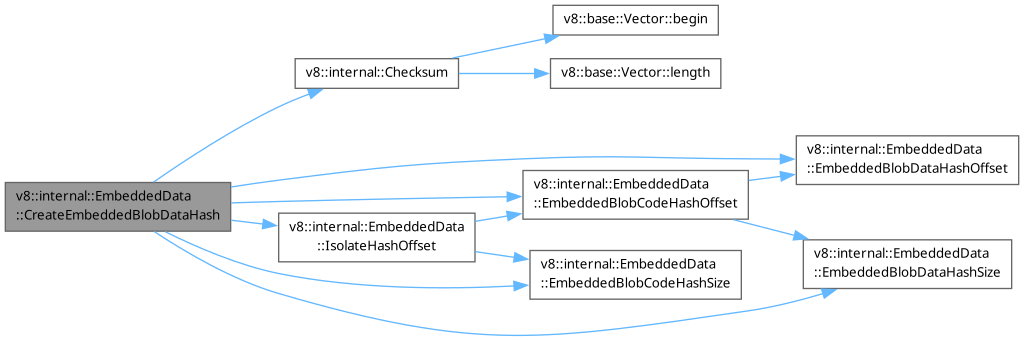 v8::base::Vector::begin
v8::internal::Checksum
v8::base::Vector::length
v8::internal::EmbeddedData
::EmbeddedBlobDataHashOffset
v8::internal::EmbeddedData
::CreateEmbeddedBlobDataHash
v8::internal::EmbeddedData
::EmbeddedBlobCodeHashOffset
v8::internal::EmbeddedData
::IsolateHashOffset
v8::internal::EmbeddedData
::EmbeddedBlobCodeHashSize
v8::internal::EmbeddedData
::EmbeddedBlobDataHashSize